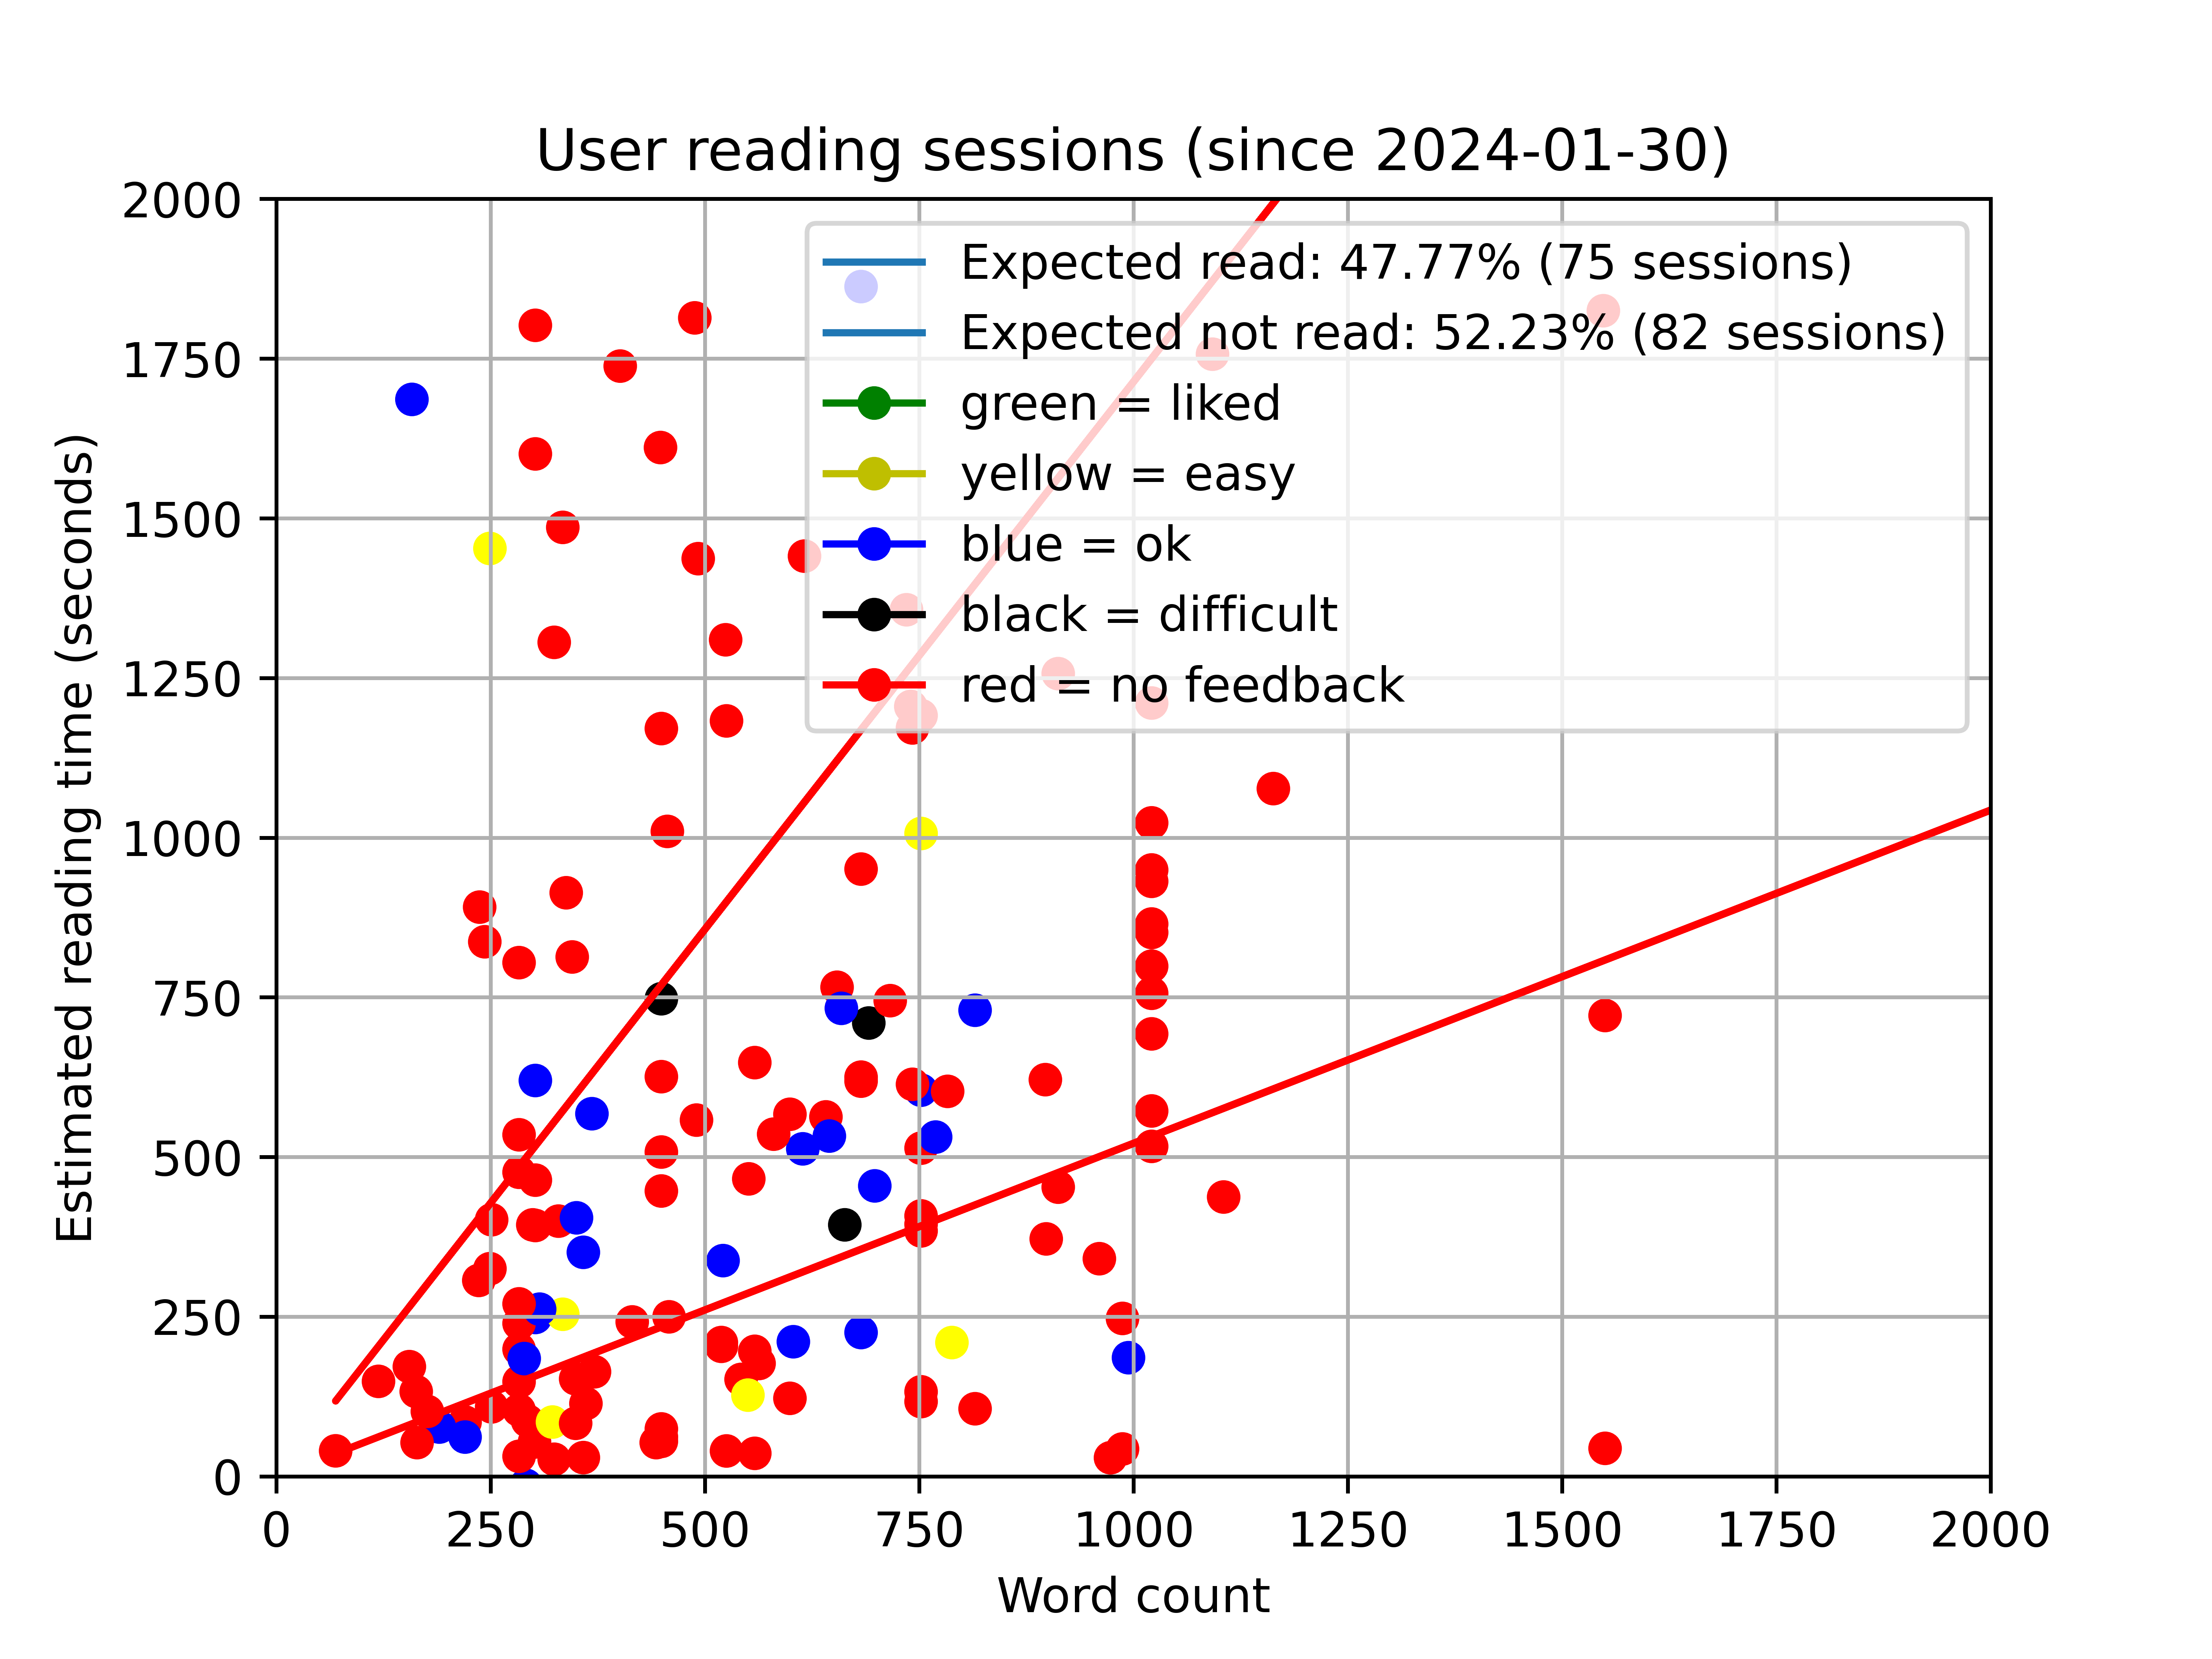 User reading sessions (since 2024-01-30)
Estimated reading time (seconds)
2000
1750
1500
1250
1000
750
500
250
0
Expected read: 47.77% (75 sessions)
Expected not read: 52.23% (82 sessions)
green = liked
yellow = easy
blue = ok
black = difficult
red = no feedback
0 250 500 750 1000 1250 1500 1750 2000
Word count